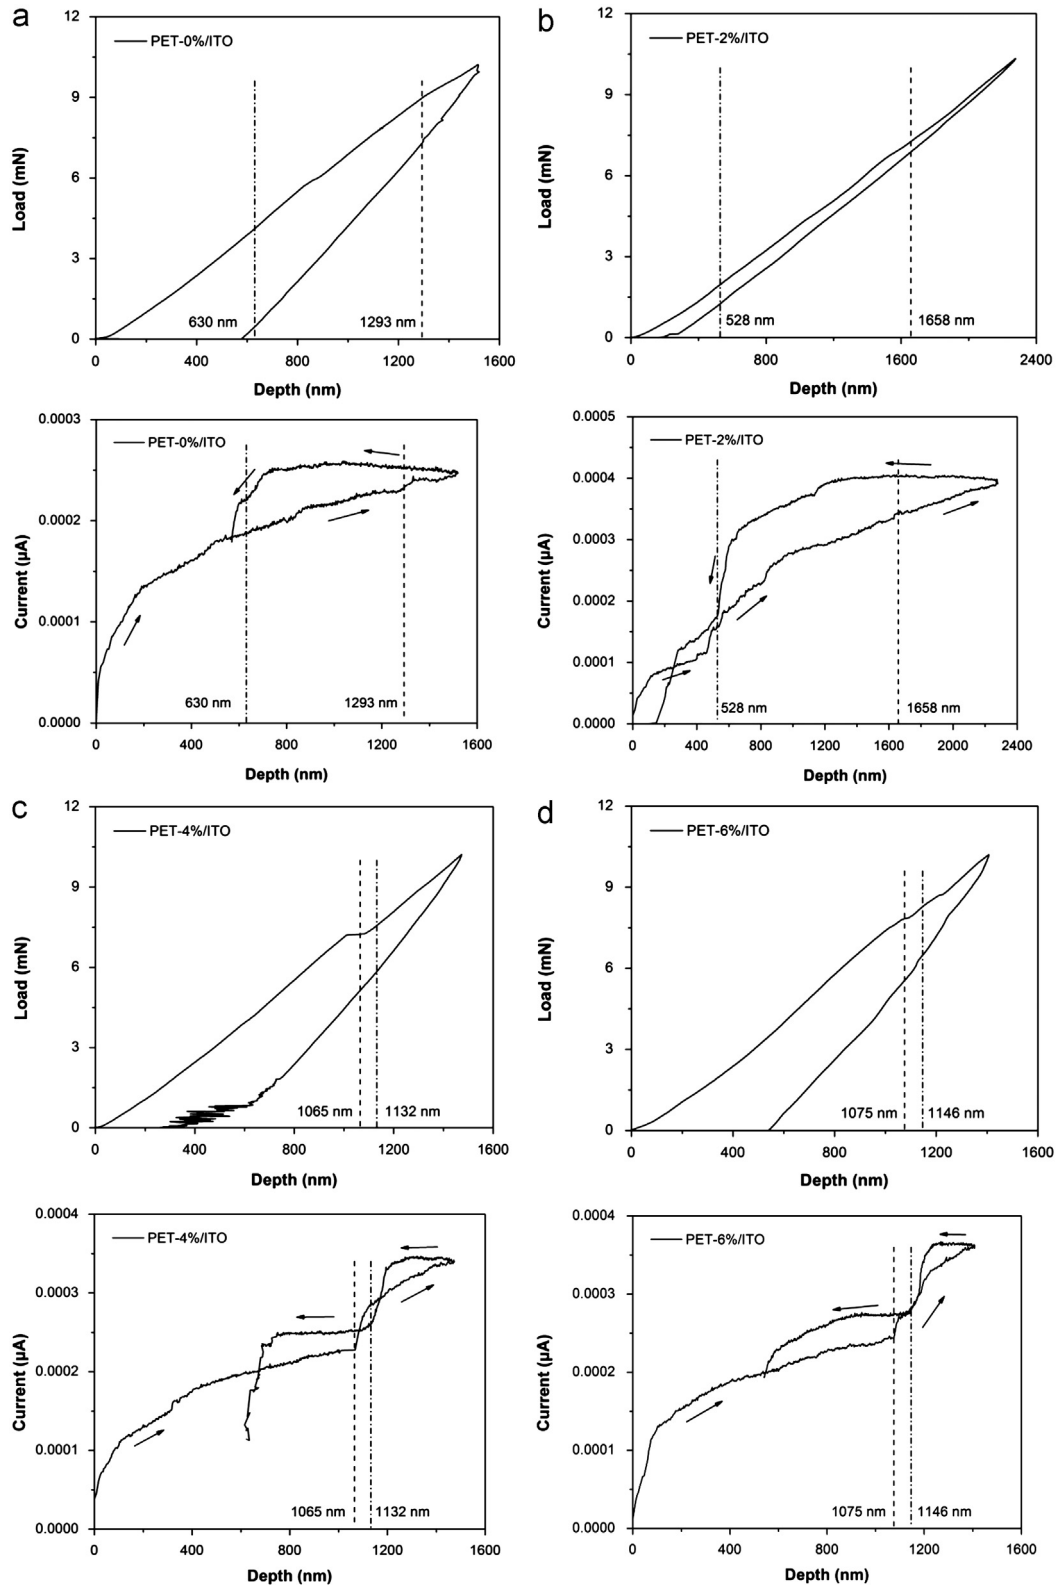 a
PET-0%/ITO
12
9
6
3
0
Load (mN)
630 nm
1293 nm
0
400
800
1200
1600
Depth (nm)
b
PET-2%/ITO
12
9
6
3
0
Load (mN)
528 nm
1658 nm
0
800
1600
2400
Depth (nm)
PET-0%/ITO
0.0003
0.0002
0.0001
0.0000
Current (µA)
630 nm
1293 nm
0
400
800
1200
1600
Depth (nm)
PET-2%/ITO
0.0005
0.0004
0.0003
0.0002
0.0001
0.0000
Current (µA)
528 nm
1658 nm
0
400
800
1200
1600
2000
2400
Depth (nm)
c
PET-4%/ITO
12
9
6
3
0
Load (mN)
1065 nm
1132 nm
0
400
800
1200
1600
Depth (nm)
d
PET-6%/ITO
12
9
6
3
0
Load (mN)
1075 nm
1146 nm
0
400
800
1200
1600
Depth (nm)
PET-4%/ITO
0.0004
0.0003
0.0002
0.0001
0.0000
Current (µA)
1065 nm
1132 nm
0
400
800
1200
1600
Depth (nm)
PET-6%/ITO
0.0004
0.0003
0.0002
0.0001
0.0000
Current (µA)
1075 nm
1146 nm
0
400
800
1200
1600
Depth (nm)